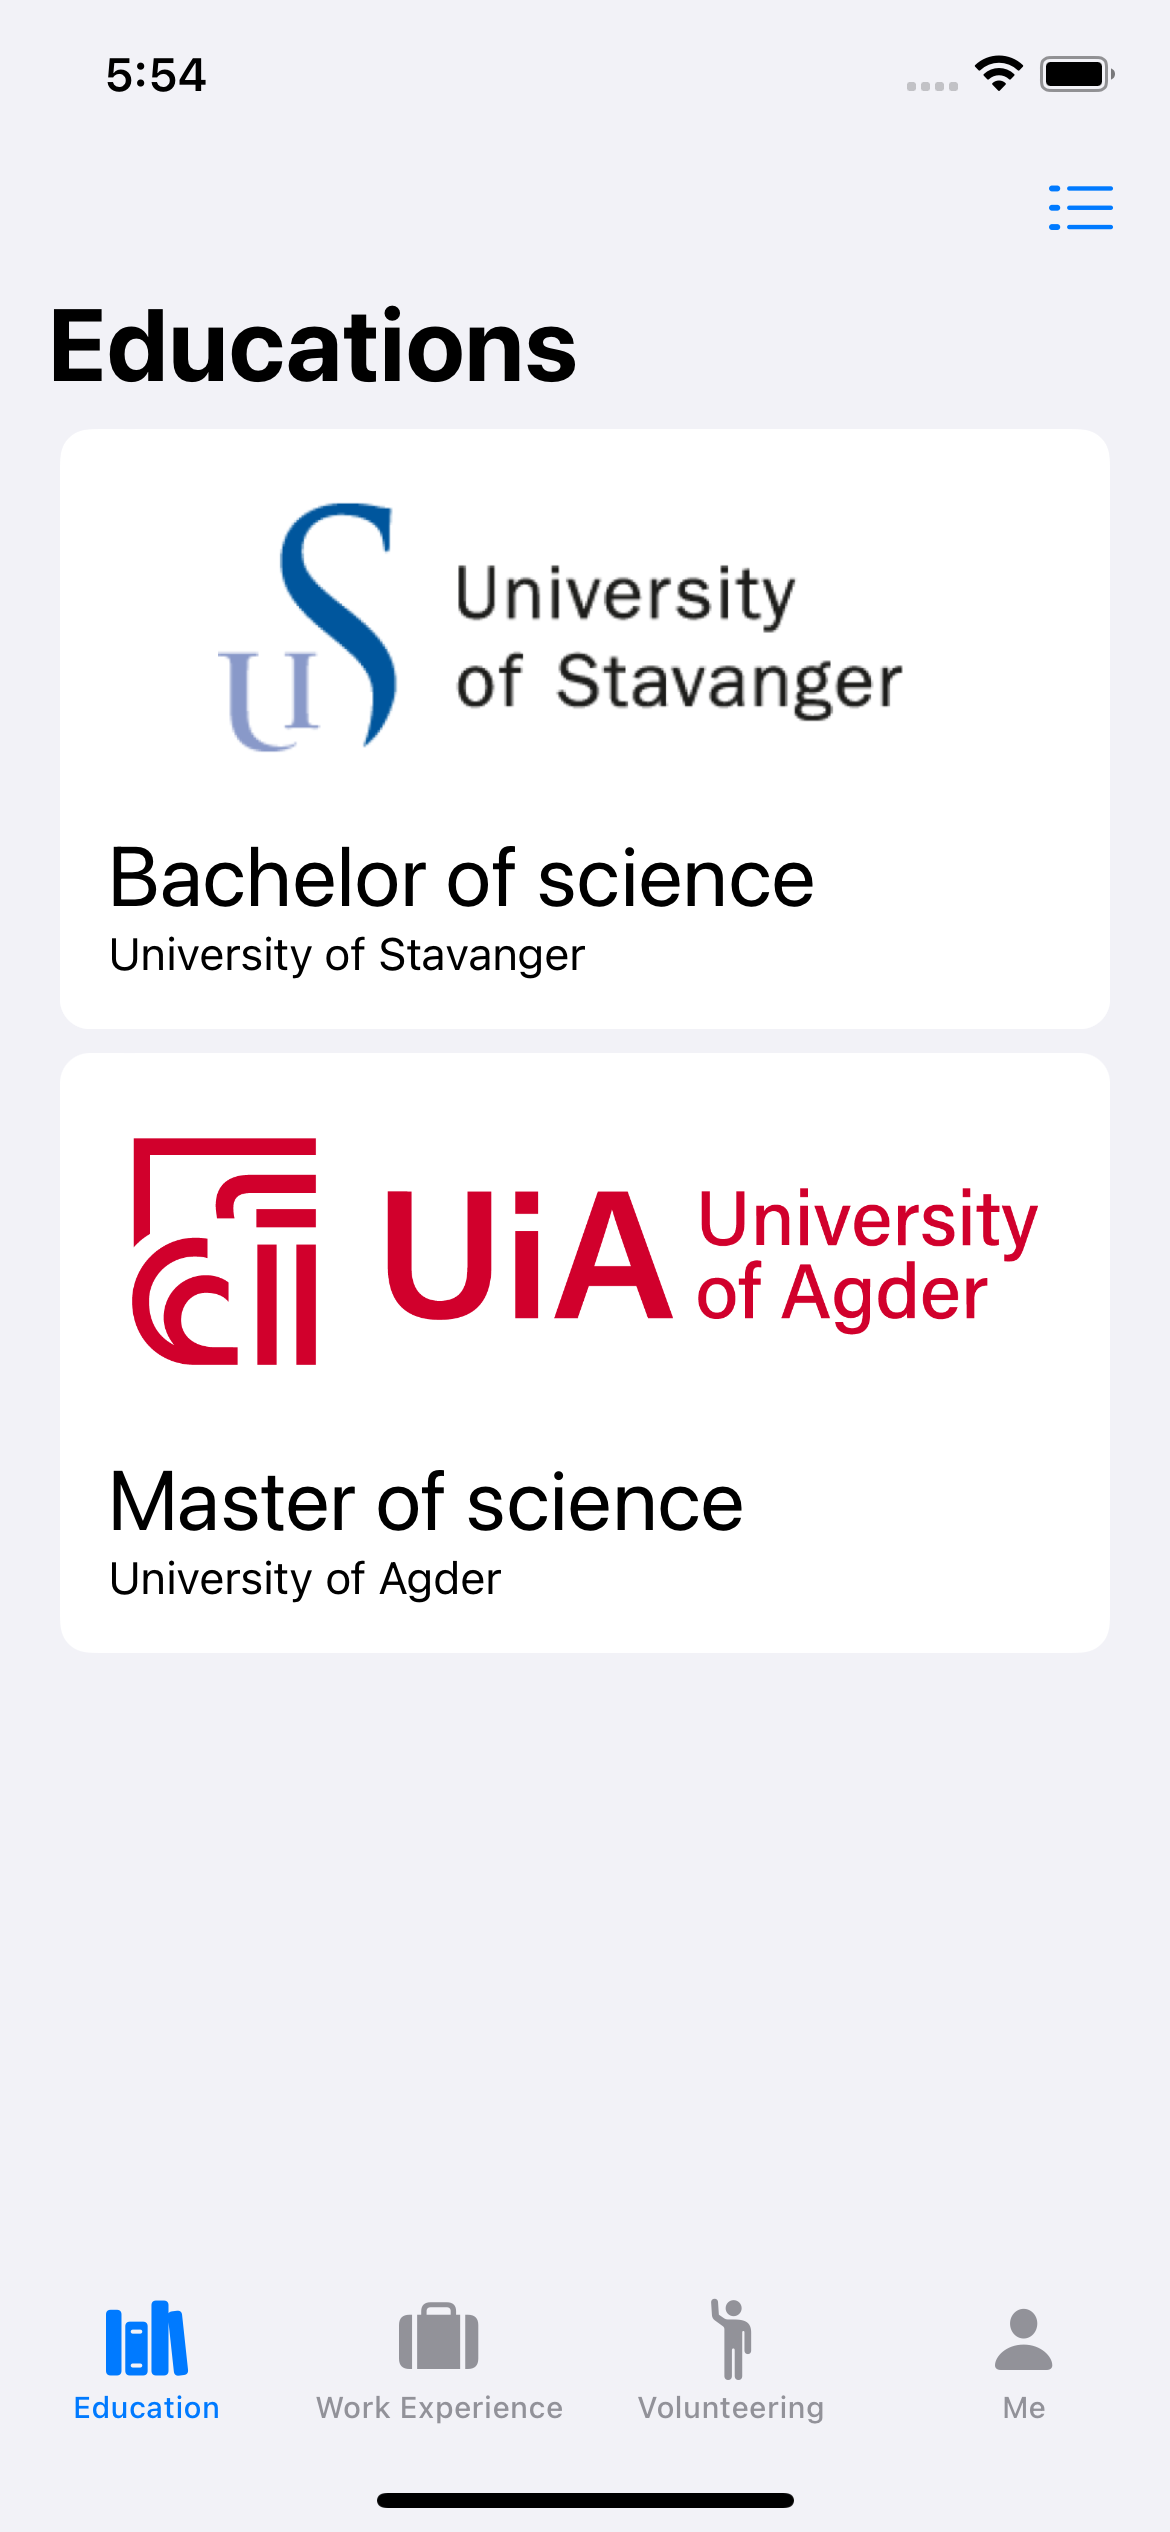 5:54
Educations
US
University
of Stavanger
Bachelor of science
University of Stavanger
UiA
University
of Agder
Master of science
University of Agder
Education
Work Experience
Volunteering
Me